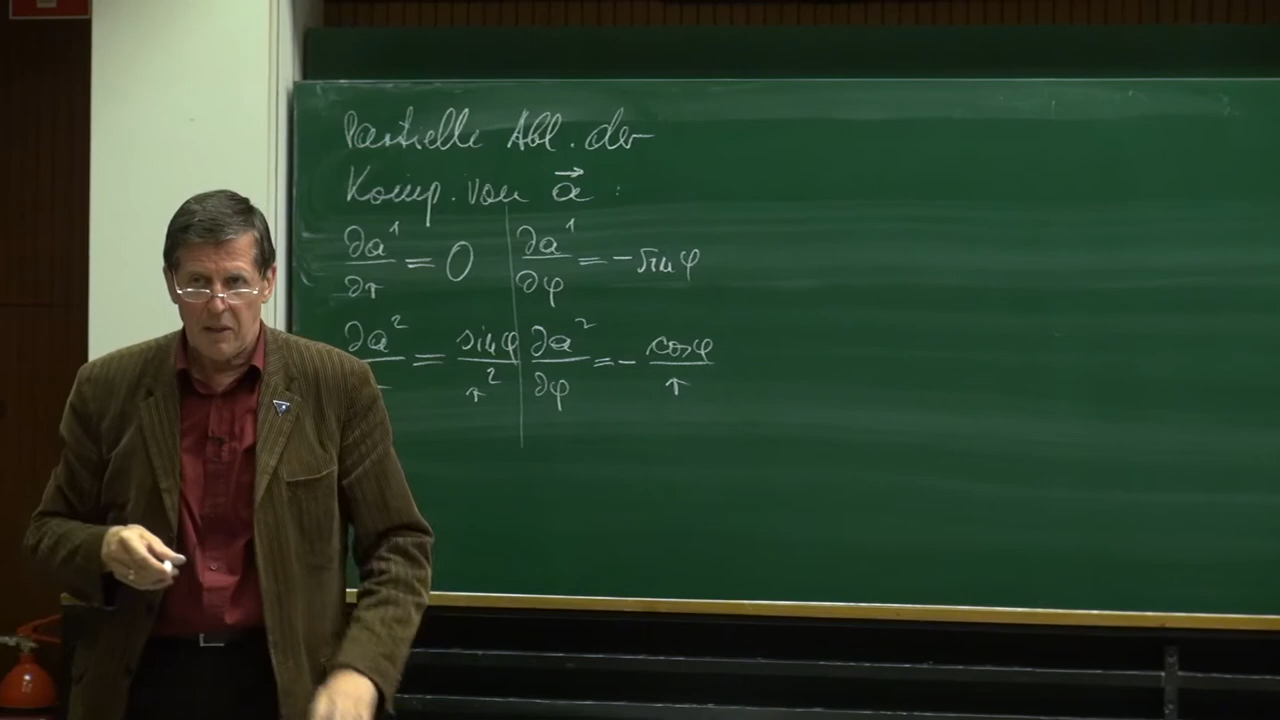 Partielle Abl. der
Komp. von a⃗ :
∂a¹/∂r = 0 | ∂a¹/∂φ = - sin φ
∂a²/ = sin φ/r² | ∂a²/∂φ = - cos φ/r